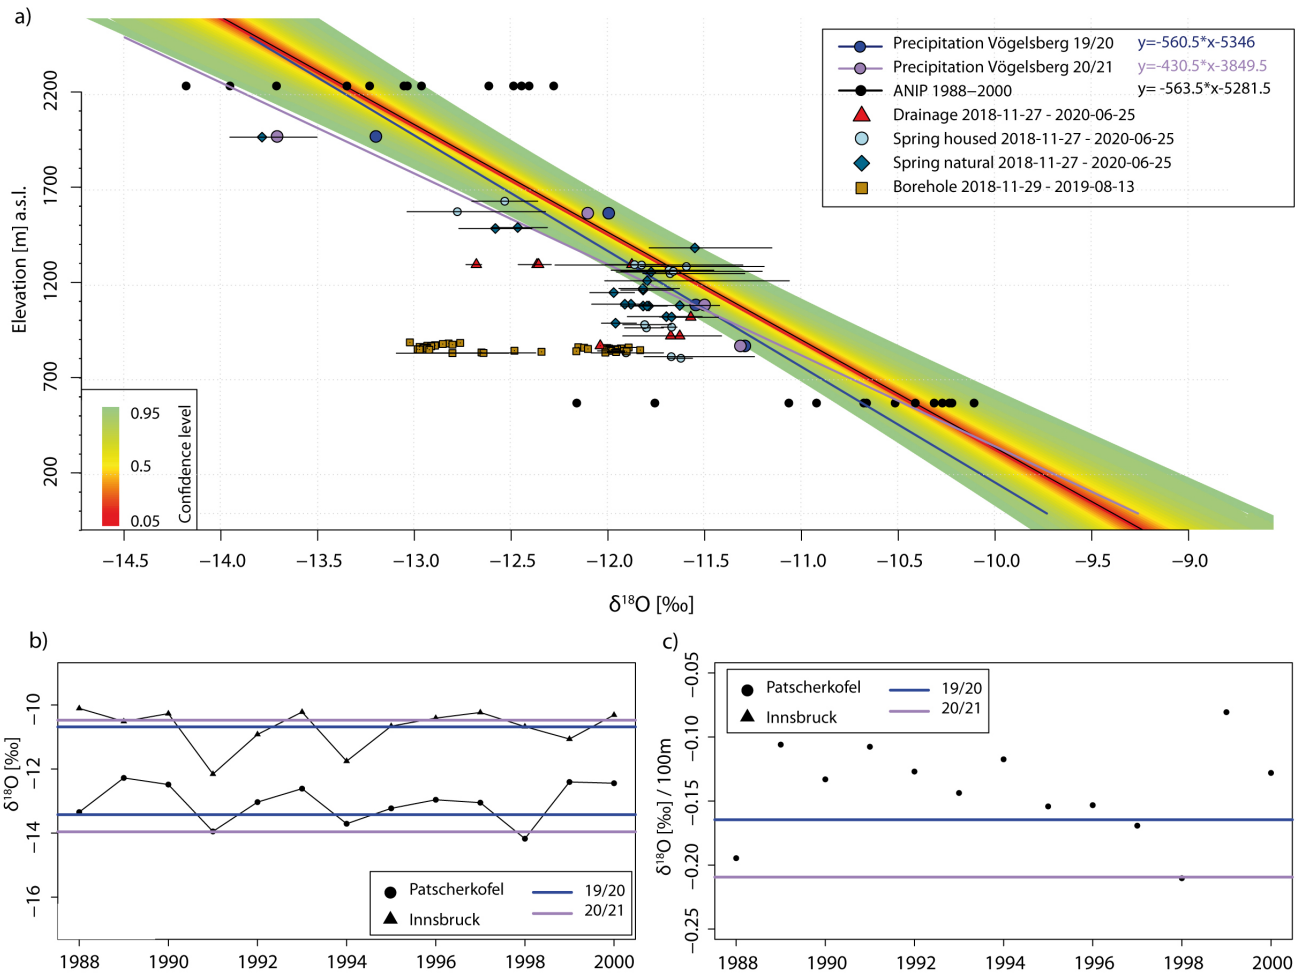 a)
Precipitation Vögelsberg 19/20 y=-560.5*x-5346
Precipitation Vögelsberg 20/21 y=-430.5*x-3849.5
ANIP 1988−2000 y= -563.5*x-5281.5
Drainage 2018-11-27 - 2020-06-25
Spring housed 2018-11-27 - 2020-06-25
Spring natural 2018-11-27 - 2020-06-25
Borehole 2018-11-29 - 2019-08-13
Elevation [m] a.s.l.
2200
1700
1200
700
200
0.95
0.5
0.05
Confidence level
−14.5 −14.0 −13.5 −13.0 −12.5 −12.0 −11.5 −11.0 −10.5 −10.0 −9.5 −9.0
δ¹⁸O [‰]
b)
δ¹⁸O [‰]
−10
−12
−14
−16
Patscherkofel 19/20
Innsbruck 20/21
1988 1990 1992 1994 1996 1998 2000
c)
δ¹⁸O [‰] / 100m
−0.05
−0.10
−0.15
−0.20
−0.25
Patscherkofel 19/20
Innsbruck 20/21
1988 1990 1992 1994 1996 1998 2000